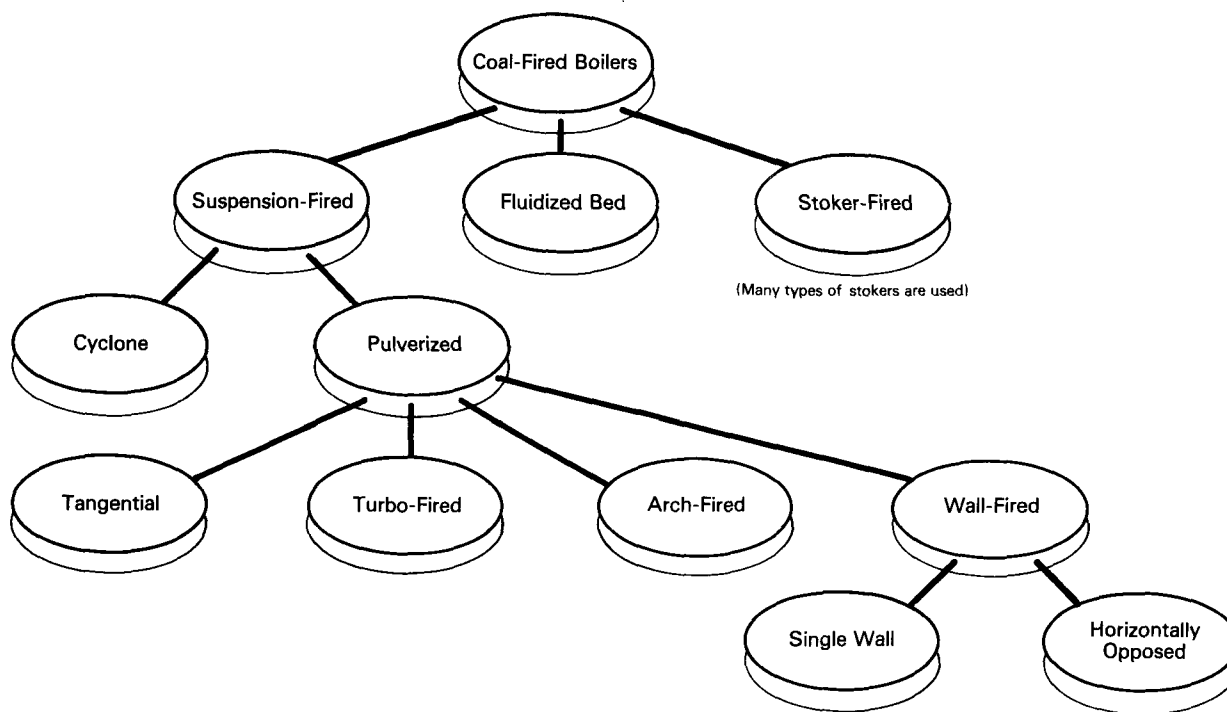 Coal-Fired Boilers
Suspension-Fired
Fluidized Bed
Stoker-Fired
(Many types of stokers are used)
Cyclone
Pulverized
Tangential
Turbo-Fired
Arch-Fired
Wall-Fired
Single Wall
Horizontally
Opposed